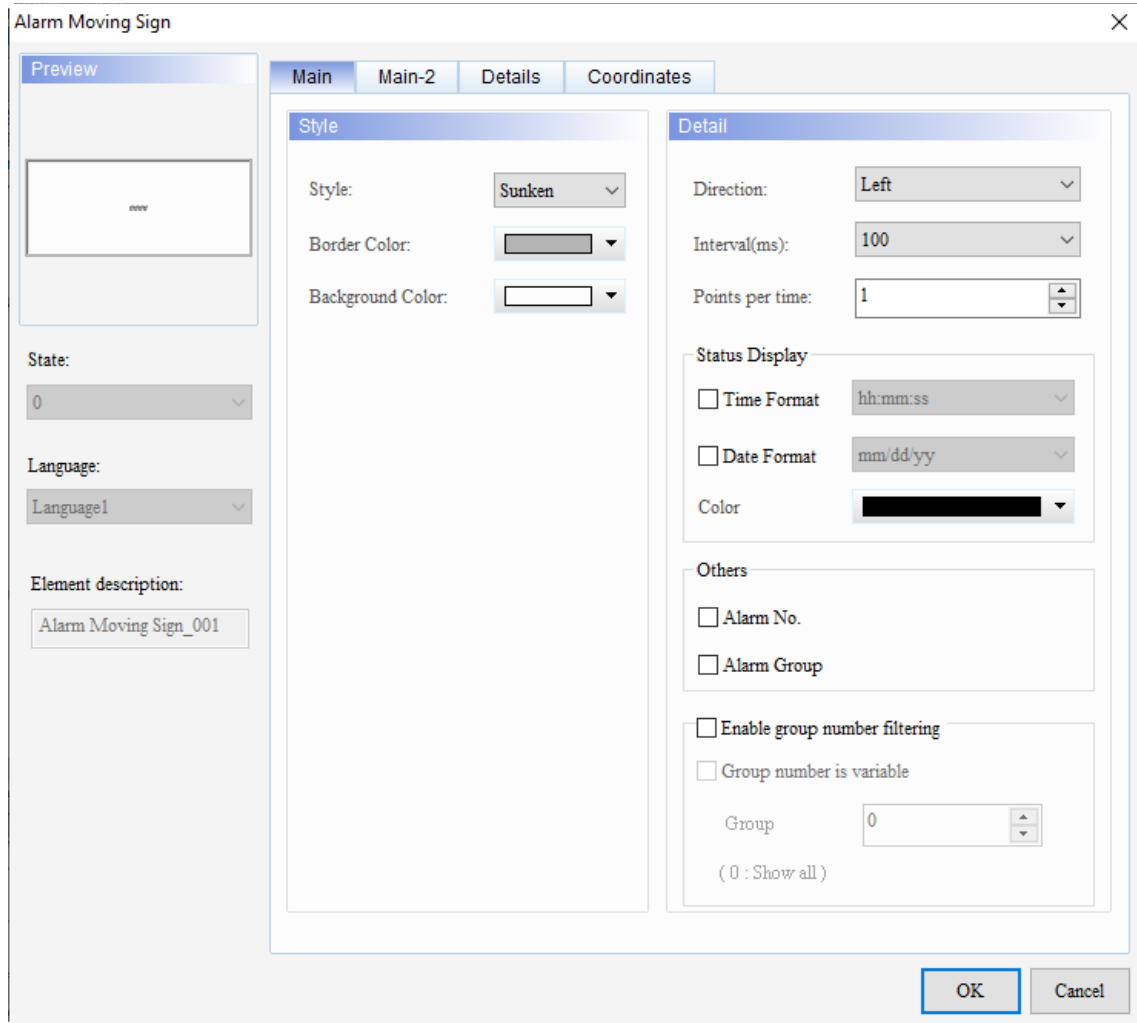 Alarm Moving Sign
Preview
State:
0
Language:
Language1
Element description:
Alarm Moving Sign_001
Main Main-2 Details Coordinates
Style
Style: Sunken
Border Color:
Background Color:
Detail
Direction: Left
Interval(ms): 100
Points per time: 1
Status Display
Time Format hh:mm:ss
Date Format mm/dd/yy
Color
Others
Alarm No.
Alarm Group
Enable group number filtering
Group number is variable
Group 0
( 0 : Show all )
OK Cancel